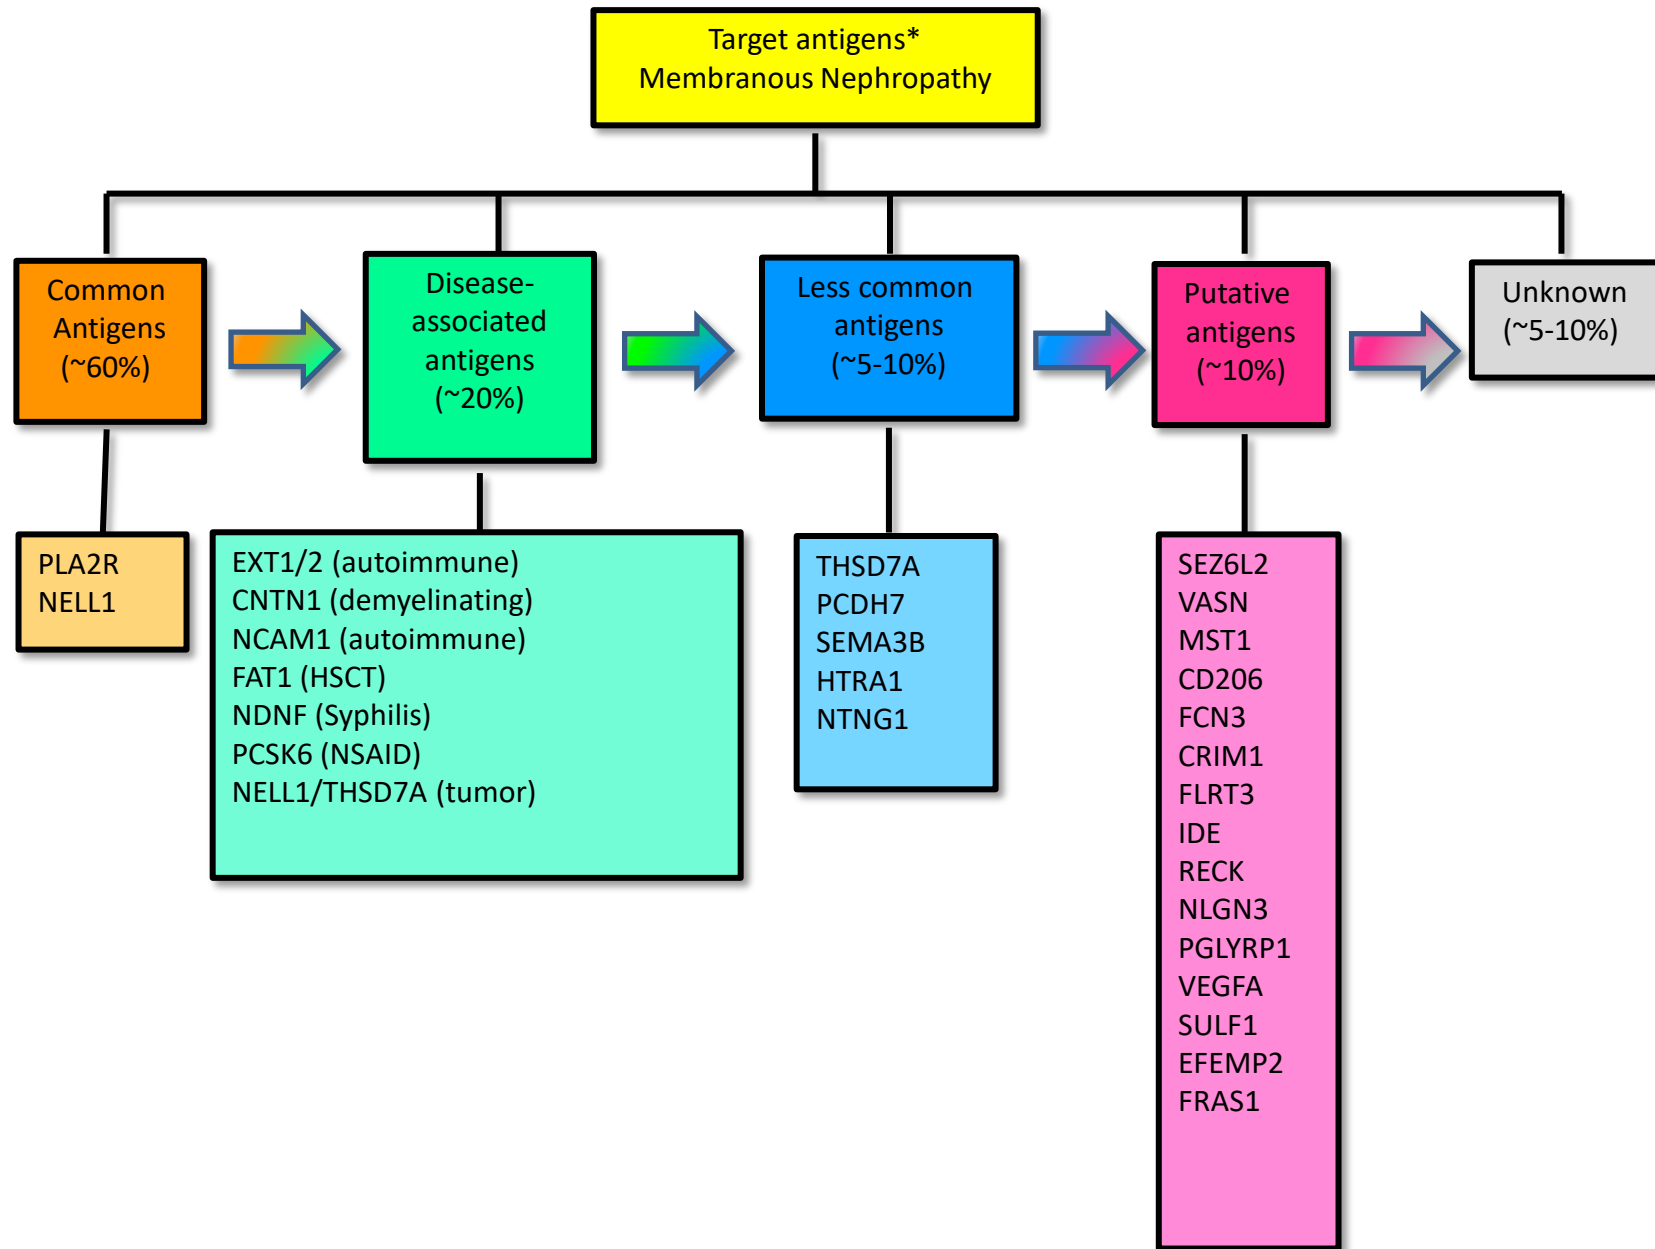 Target antigens*
Membranous Nephropathy
Common
Antigens
(~60%)
Disease-
associated
antigens
(~20%)
Less common
antigens
(~5-10%)
Putative
antigens
(~10%)
Unknown
(~5-10%)
PLA2R
NELL1
EXT1/2 (autoimmune)
CNTN1 (demyelinating)
NCAM1 (autoimmune)
FAT1 (HSCT)
NDNF (Syphilis)
PCSK6 (NSAID)
NELL1/THSD7A (tumor)
THSD7A
PCDH7
SEMA3B
HTRA1
NTNG1
SEZ6L2
VASN
MST1
CD206
FCN3
CRIM1
FLRT3
IDE
RECK
NLGN3
PGLYRP1
VEGFA
SULF1
EFEMP2
FRAS1